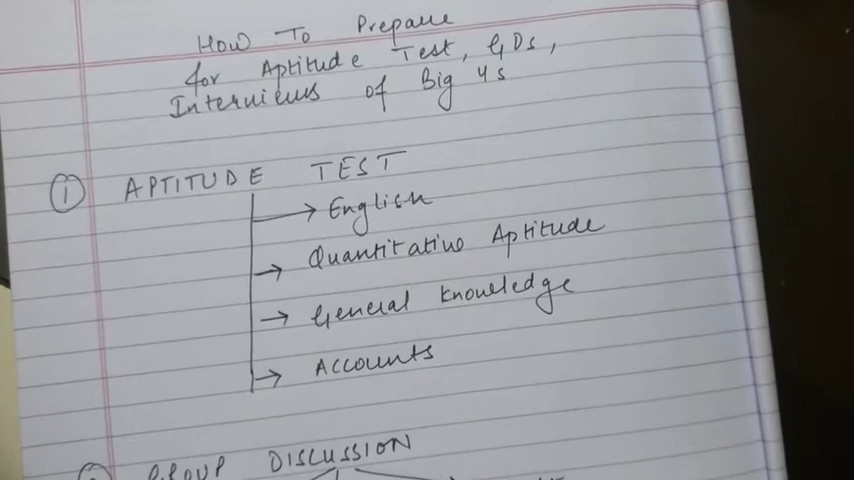 How To Prepare
for Aptitude Test, GDs,
Interviews of Big 4s
① APTITUDE TEST
→ English
→ Quantitative Aptitude
→ General Knowledge
→ Accounts
GROUP DISCUSSION